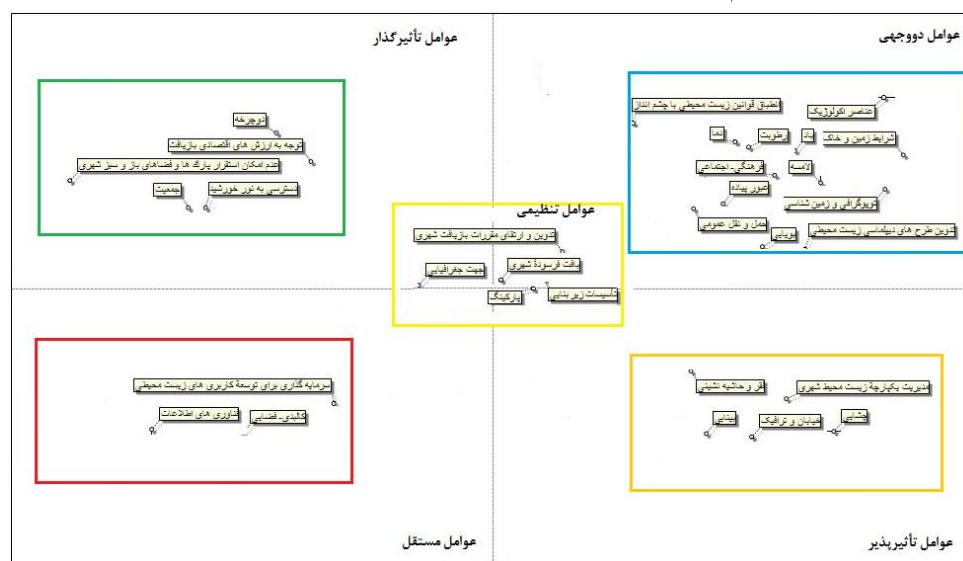 عوامل دووجهی
عوامل تأثیرگذار
انطباق قوانین زیست محیطی با چشم انداز
عناصر اکولوژیک
دما
رطوبت
باد
شرایط زمین و خاک
فرهنگی-اجتماعی
لامسه
عبور پیاده
توپوگرافی و زمین شناسی
حمل و نقل عمومی
بویایی
تدوین طرح های دیپلماسی زیست محیطی
دوچرخه
توجه به ارزش های اقتصادی بازیافت
عدم امکان استقرار پارک ها و فضاهای باز و سبز شهری
دسترسی به نور خورشید
جمعیت
عوامل تنظیمی
تدوین و ارتقای مقررات بازیافت شهری
بافت فرسودۀ شهری
جهت جغرافیایی
تأسیسات زیر بنایی
پارکینگ
سرمایه گذاری برای توسعۀ کاربری های زیست محیطی
کالبدی-فضایی
فناوری های اطلاعات
فقر و حاشیه نشینی
مدیریت یکپارچۀ زیست محیط شهری
چشایی
خیابان و ترافیک
بینایی
عوامل تأثیرپذیر
عوامل مستقل